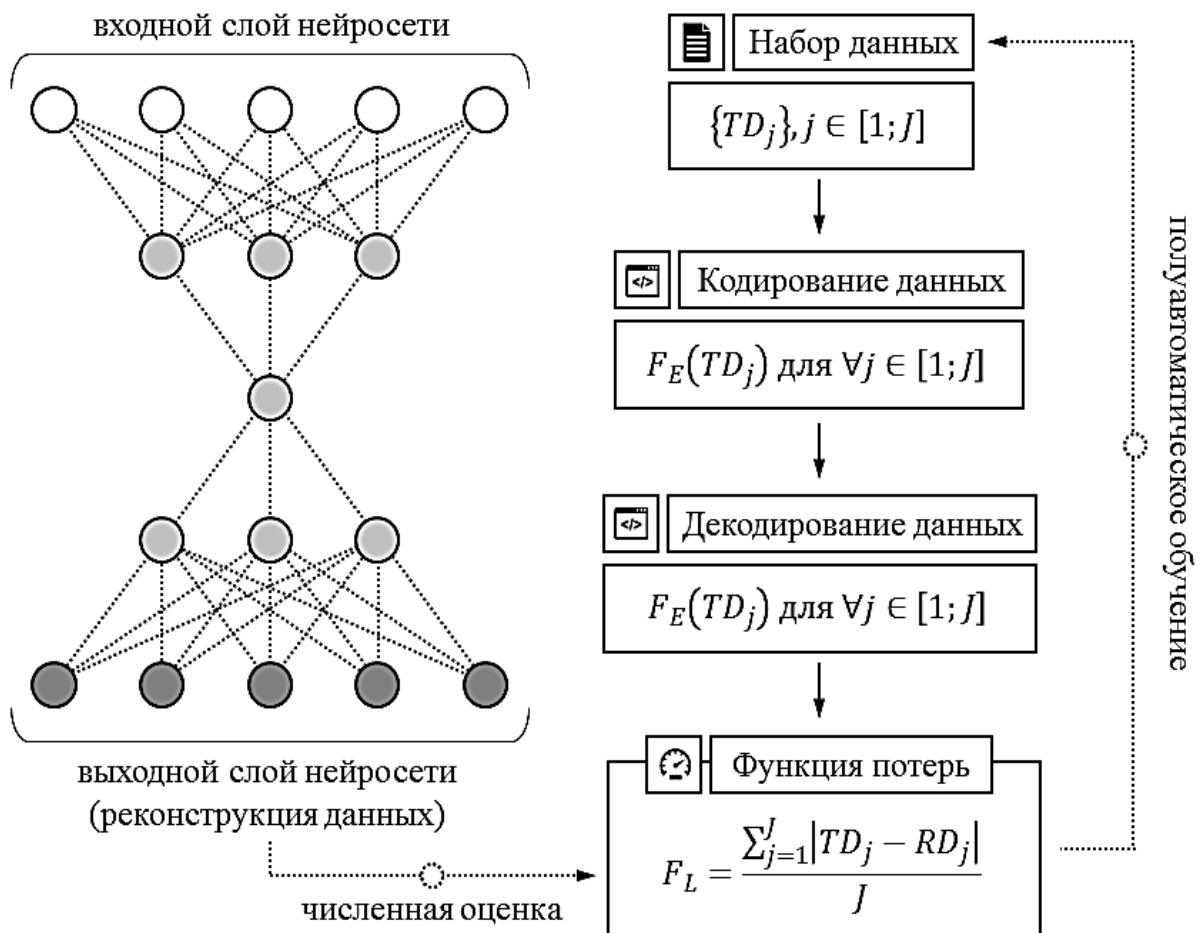 входной слой нейросети
выходной слой нейросети
(реконструкция данных)
численная оценка
Набор данных
{TD_j}, j ∈ [1; J]
Кодирование данных
F_E(TD_j) для ∀j ∈ [1; J]
Декодирование данных
F_E(TD_j) для ∀j ∈ [1; J]
Функция потерь
F_L = \frac{∑_{j=1}^{J}|TD_j − RD_j|}{J}
полуавтоматическое обучение